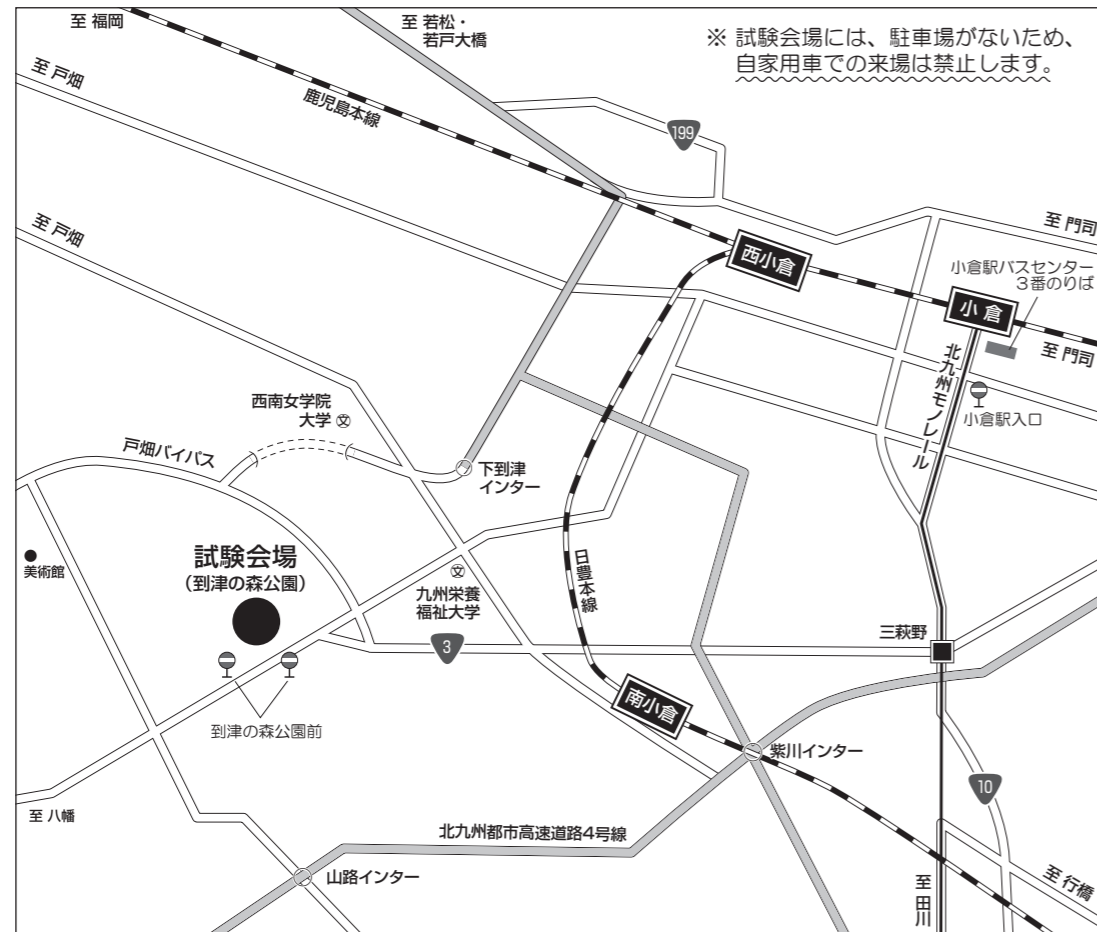 至 福岡
至 若松・
若戸大橋
※ 試験会場には、駐車場がないため、
自家用車での来場は禁止します。
至 戸畑
鹿児島本線
199
至 戸畑
至 門司
西小倉
小倉駅バスセンター
3番のりば
小 倉
至 門司
北九州モノレール
小倉駅入口
西南女学院
大学 文
戸畑バイパス
下到津
インター
試験会場
(到津の森公園)
美術館
文
九州栄養
福祉大学
日豊本線
3
三萩野
到津の森公園前
南小倉
紫川インター
10
至 八幡
北九州都市高速道路4号線
山路インター
至 田川
至 行橋